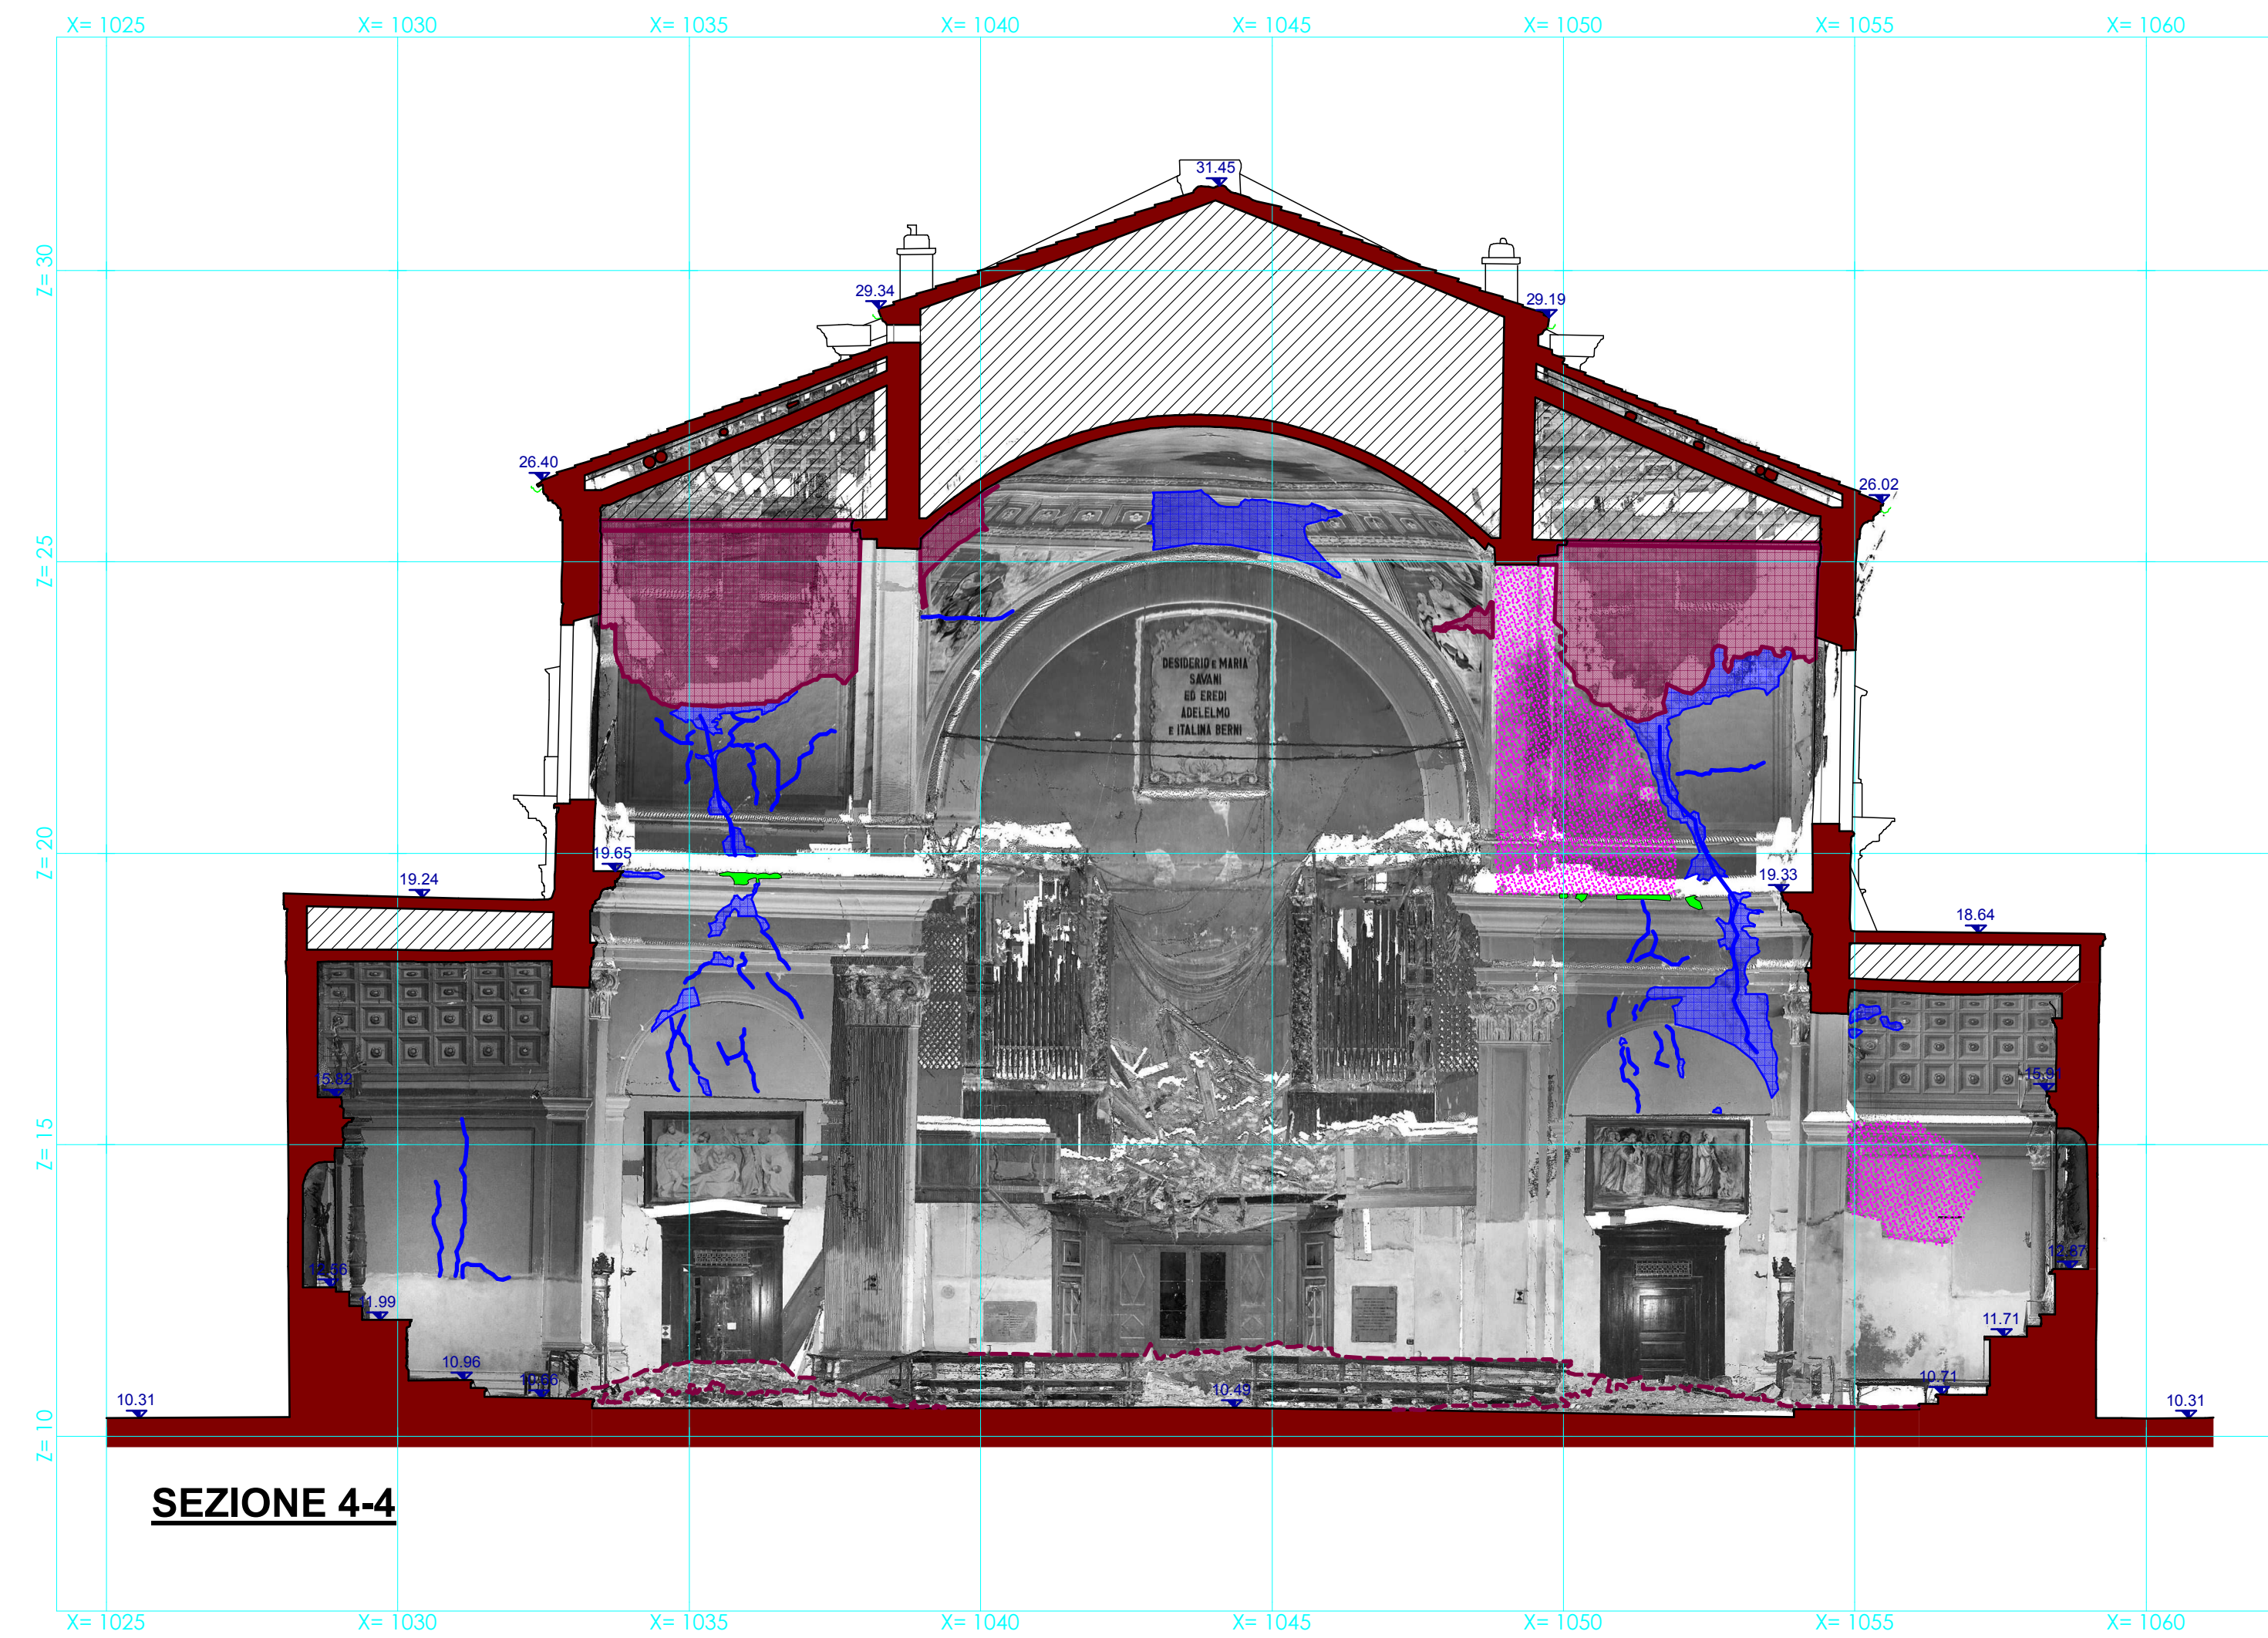 X= 1025 X= 1030 X= 1035 X= 1040 X= 1045 X= 1050 X= 1055 X= 1060
31.45
Z= 30
29.34
29.19
26.40
26.02
Z= 25
DESIDERIO E MARIA
SAVANI
ED EREDI
ADELELMO
E ITALINA BERNI
Z= 20
19.65
19.24
19.33
18.64
15.82
Z= 15
11.99
11.71
10.96
10.71
10.49
10.31
10.31
Z= 10
SEZIONE 4-4
X= 1025 X= 1030 X= 1035 X= 1040 X= 1045 X= 1050 X= 1055 X= 1060